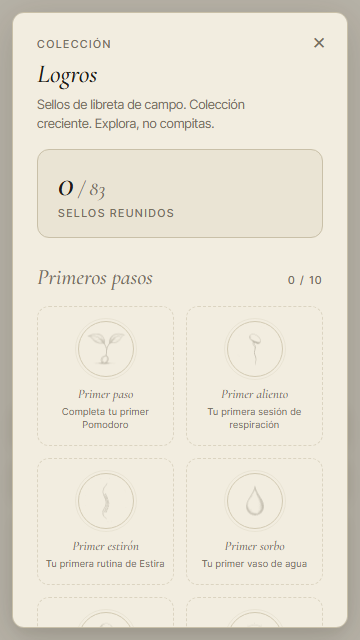 COLECCIÓN
Logros
Sellos de libreta de campo. Colección
creciente. Explora, no compitas.
0 / 83
SELLOS REUNIDOS
Primeros pasos
0 / 10
Primer paso
Completa tu primer
Pomodoro
Primer aliento
Tu primera sesión de
respiración
Primer estirón
Tu primera rutina de Estira
Primer sorbo
Tu primer vaso de agua